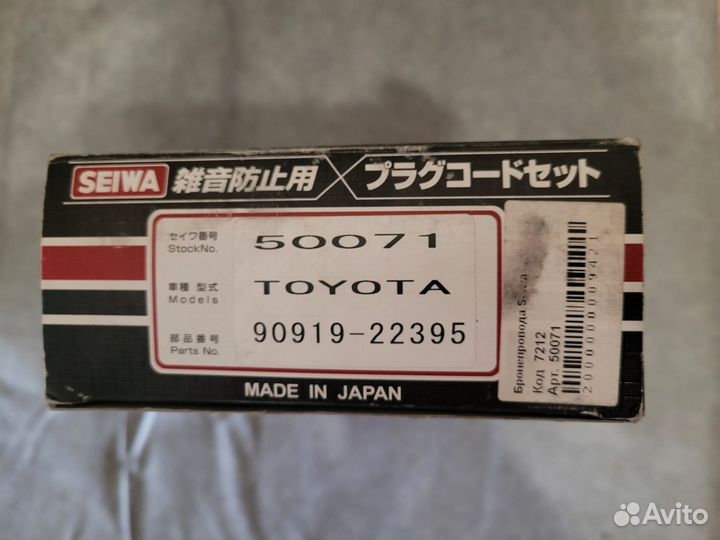 SEIWA 雑音防止用 プラグコードセット
セイワ番号
StockNo.
50071
車種 型式
Models
TOYOTA
部品番号
Parts No.
90919-22395
MADE IN JAPAN
Бронепровода
Код 7212
Арт. 50071
Avito